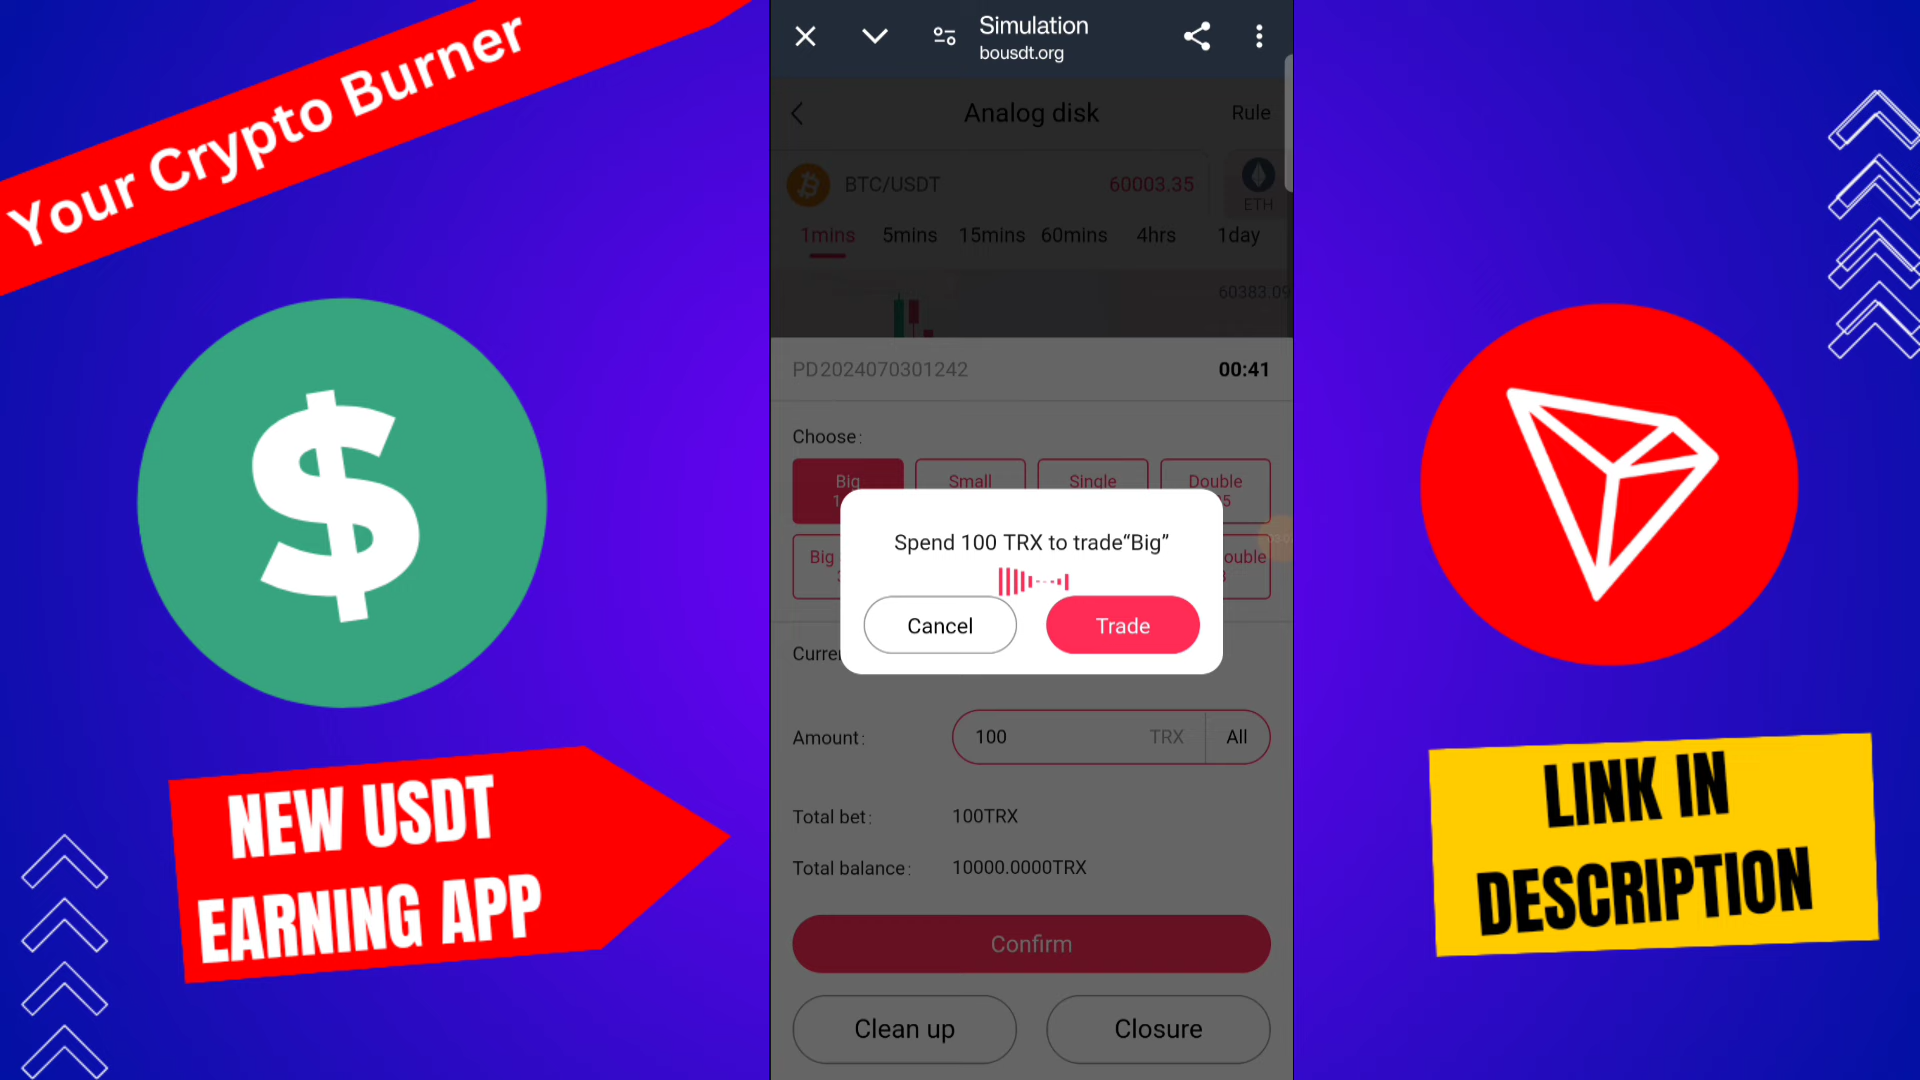 Your Crypto Burner
NEW USDT
EARNING APP
Simulation
bousdt.org
Analog disk
Rule
BTC/USDT
60003.35
ETH
1mins
5mins
15mins
60mins
4hrs
1day
60383.09
PD2024070301242
00:41
Choose:
Big
Small
Single
Double
Big
Spend 100 TRX to trade“Big”
Cancel
Trade
Amount:
100
TRX
All
Total bet:
100TRX
Total balance:
10000.0000TRX
Confirm
Clean up
Closure
LINK IN
DESCRIPTION